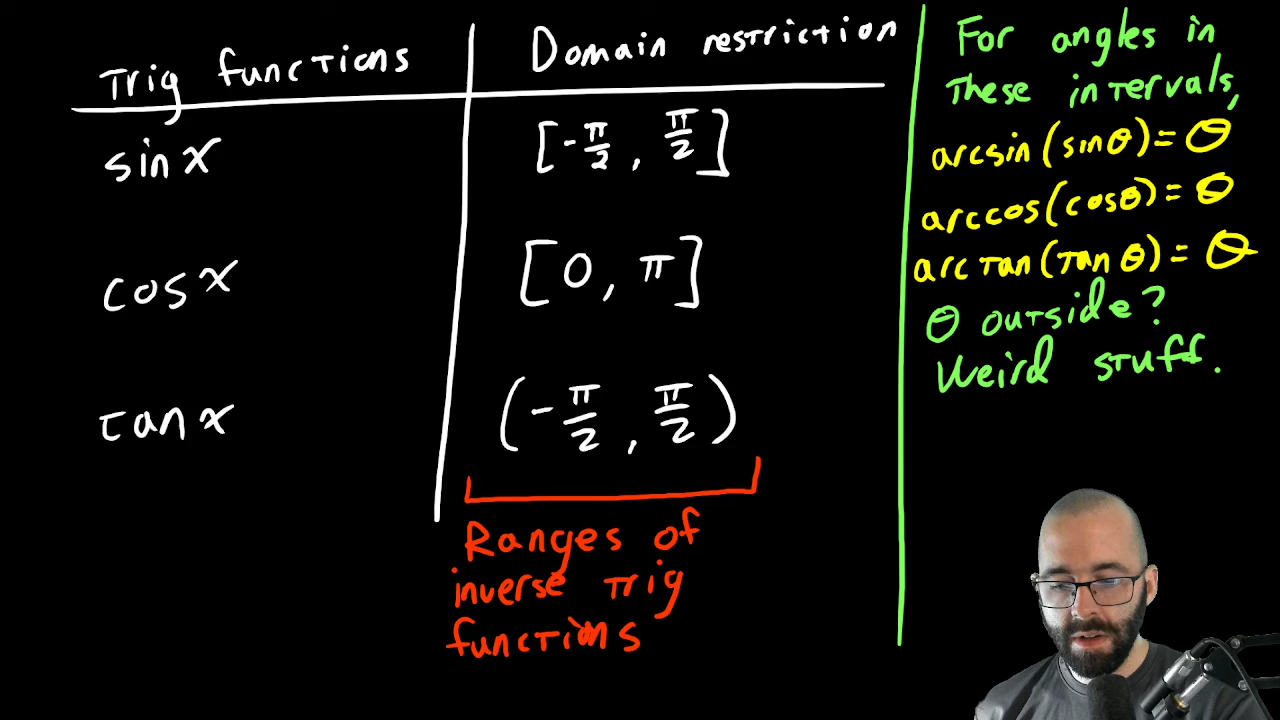 Trig functions
Domain restriction
sin x
[-π/2, π/2]
cos x
[0, π]
tan x
(-π/2, π/2)
Ranges of
inverse trig
functions
For angles in
these intervals,
arcsin(sinθ)=θ
arccos(cosθ)=θ
arctan(tanθ)=θ
θ outside?
Weird stuff.